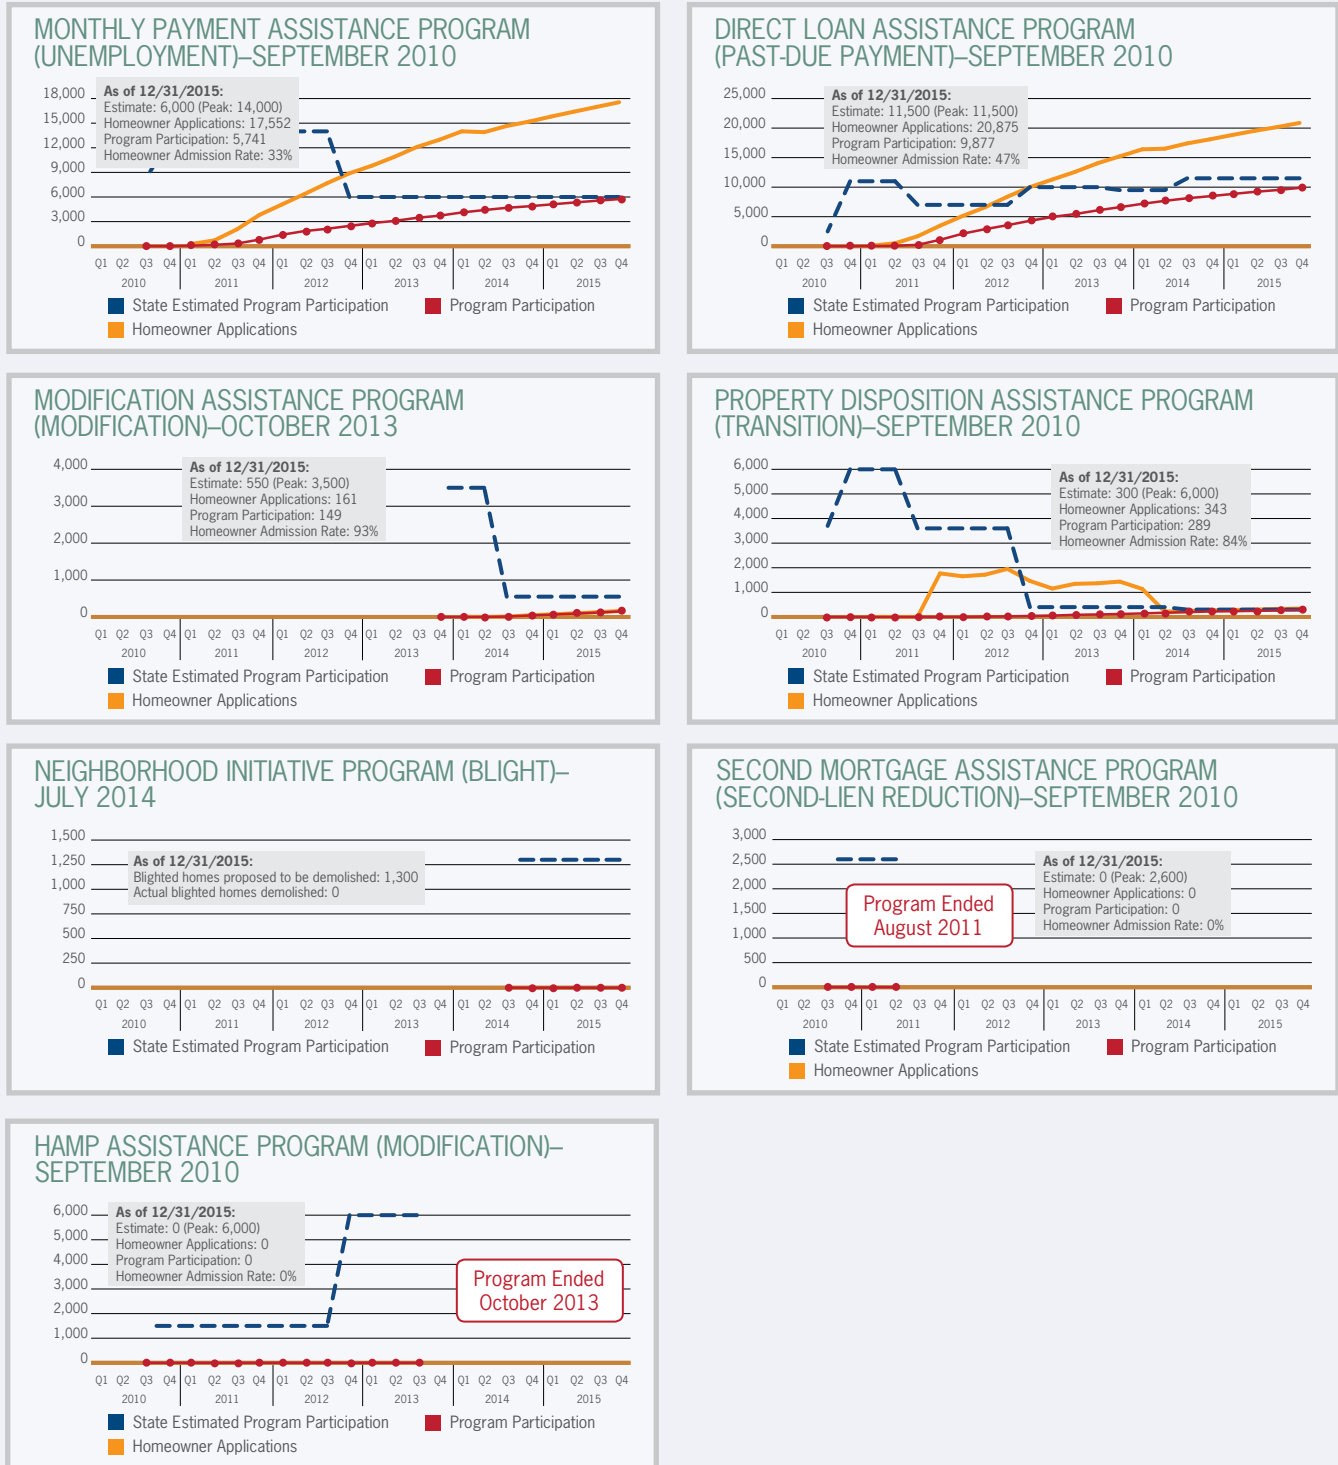 MONTHLY PAYMENT ASSISTANCE PROGRAM
(UNEMPLOYMENT)–SEPTEMBER 2010
As of 12/31/2015:
Estimate: 6,000 (Peak: 14,000)
Homeowner Applications: 17,552
Program Participation: 5,741
Homeowner Admission Rate: 33%
18,000
15,000
12,000
9,000
6,000
3,000
0
Q1 Q2 Q3 Q4 Q1 Q2 Q3 Q4 Q1 Q2 Q3 Q4 Q1 Q2 Q3 Q4 Q1 Q2 Q3 Q4 Q1 Q2 Q3 Q4
2010 2011 2012 2013 2014 2015
State Estimated Program Participation Program Participation
Homeowner Applications
DIRECT LOAN ASSISTANCE PROGRAM
(PAST-DUE PAYMENT)–SEPTEMBER 2010
As of 12/31/2015:
Estimate: 11,500 (Peak: 11,500)
Homeowner Applications: 20,875
Program Participation: 9,877
Homeowner Admission Rate: 47%
25,000
20,000
15,000
10,000
5,000
0
Q1 Q2 Q3 Q4 Q1 Q2 Q3 Q4 Q1 Q2 Q3 Q4 Q1 Q2 Q3 Q4 Q1 Q2 Q3 Q4 Q1 Q2 Q3 Q4
2010 2011 2012 2013 2014 2015
State Estimated Program Participation Program Participation
Homeowner Applications
MODIFICATION ASSISTANCE PROGRAM
(MODIFICATION)–OCTOBER 2013
As of 12/31/2015:
Estimate: 550 (Peak: 3,500)
Homeowner Applications: 161
Program Participation: 149
Homeowner Admission Rate: 93%
4,000
3,000
2,000
1,000
0
Q1 Q2 Q3 Q4 Q1 Q2 Q3 Q4 Q1 Q2 Q3 Q4 Q1 Q2 Q3 Q4 Q1 Q2 Q3 Q4 Q1 Q2 Q3 Q4
2010 2011 2012 2013 2014 2015
State Estimated Program Participation Program Participation
Homeowner Applications
PROPERTY DISPOSITION ASSISTANCE PROGRAM
(TRANSITION)–SEPTEMBER 2010
As of 12/31/2015:
Estimate: 300 (Peak: 6,000)
Homeowner Applications: 343
Program Participation: 289
Homeowner Admission Rate: 84%
6,000
5,000
4,000
3,000
2,000
1,000
0
Q1 Q2 Q3 Q4 Q1 Q2 Q3 Q4 Q1 Q2 Q3 Q4 Q1 Q2 Q3 Q4 Q1 Q2 Q3 Q4 Q1 Q2 Q3 Q4
2010 2011 2012 2013 2014 2015
State Estimated Program Participation Program Participation
Homeowner Applications
NEIGHBORHOOD INITIATIVE PROGRAM (BLIGHT)–
JULY 2014
As of 12/31/2015:
Blighted homes proposed to be demolished: 1,300
Actual blighted homes demolished: 0
1,500
1,250
1,000
750
500
250
0
Q1 Q2 Q3 Q4 Q1 Q2 Q3 Q4 Q1 Q2 Q3 Q4 Q1 Q2 Q3 Q4 Q1 Q2 Q3 Q4 Q1 Q2 Q3 Q4
2010 2011 2012 2013 2014 2015
State Estimated Program Participation Program Participation
SECOND MORTGAGE ASSISTANCE PROGRAM
(SECOND-LIEN REDUCTION)–SEPTEMBER 2010
As of 12/31/2015:
Estimate: 0 (Peak: 2,600)
Homeowner Applications: 0
Program Participation: 0
Homeowner Admission Rate: 0%
Program Ended
August 2011
3,000
2,500
2,000
1,500
1,000
500
0
Q1 Q2 Q3 Q4 Q1 Q2 Q3 Q4 Q1 Q2 Q3 Q4 Q1 Q2 Q3 Q4 Q1 Q2 Q3 Q4 Q1 Q2 Q3 Q4
2010 2011 2012 2013 2014 2015
State Estimated Program Participation Program Participation
Homeowner Applications
HAMP ASSISTANCE PROGRAM (MODIFICATION)–
SEPTEMBER 2010
As of 12/31/2015:
Estimate: 0 (Peak: 6,000)
Homeowner Applications: 0
Program Participation: 0
Homeowner Admission Rate: 0%
Program Ended
October 2013
6,000
5,000
4,000
3,000
2,000
1,000
0
Q1 Q2 Q3 Q4 Q1 Q2 Q3 Q4 Q1 Q2 Q3 Q4 Q1 Q2 Q3 Q4 Q1 Q2 Q3 Q4 Q1 Q2 Q3 Q4
2010 2011 2012 2013 2014 2015
State Estimated Program Participation Program Participation
Homeowner Applications